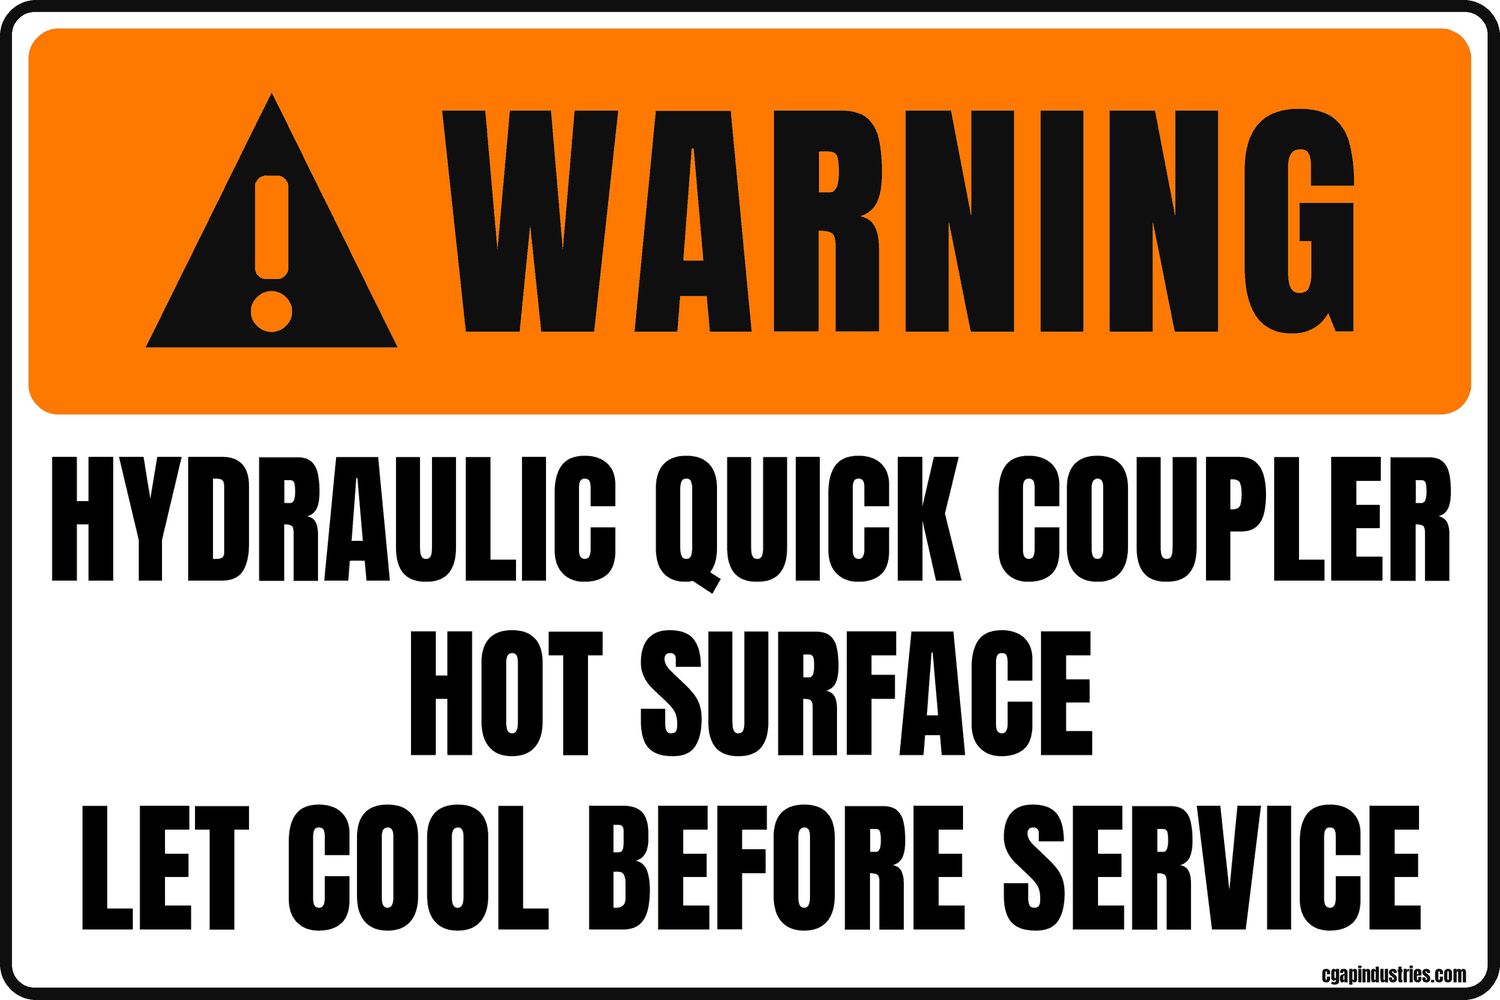 WARNING
HYDRAULIC QUICK COUPLER
HOT SURFACE
LET COOL BEFORE SERVICE
cgapindustries.com